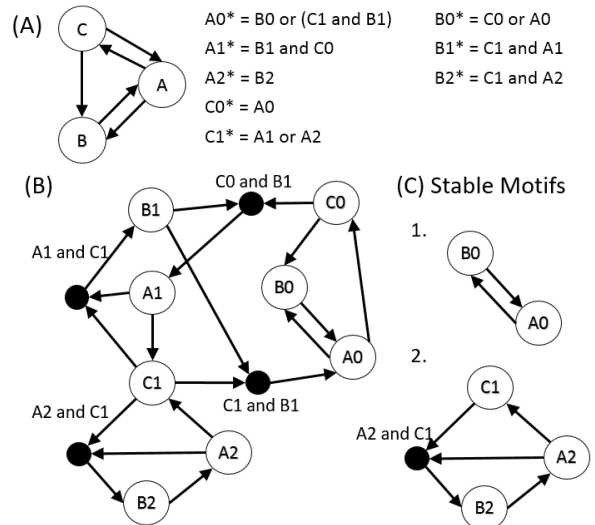 (A)
C
A
B
A0* = B0 or (C1 and B1)
A1* = B1 and C0
A2* = B2
C0* = A0
C1* = A1 or A2
B0* = C0 or A0
B1* = C1 and A1
B2* = C1 and A2
(B)
C0 and B1
B1
C0
A1 and C1
A1
B0
A0
C1
C1 and B1
A2 and C1
A2
B2
(C) Stable Motifs
1.
B0
A0
2.
C1
A2 and C1
A2
B2